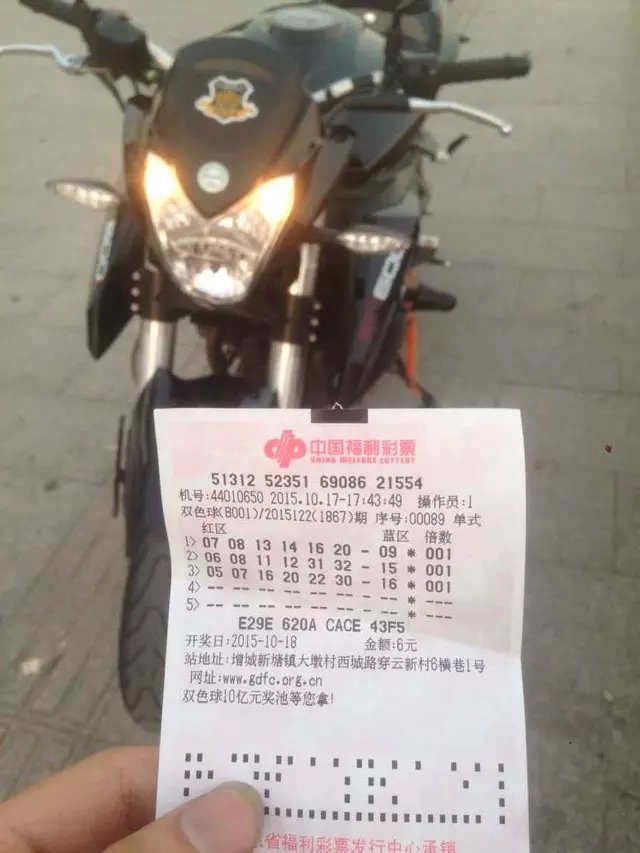 中国福利彩票
CHINA WELFARE LOTTERY
51312 52351 69086 21554
机号:44010650 2015.10.17-17:43:49 操作员:1
双色球(B001)/2015122(1867)期 序号:00089 单式
红区 蓝区 倍数
1> 07 08 13 14 16 20 - 09 * 001
2> 06 08 11 12 31 32 - 15 * 001
3> 05 07 16 20 22 30 - 16 * 001
4> -- -- -- -- -- -- - -- * ---
5> -- -- -- -- -- -- - -- * ---
E29E 620A CACE 43F5
开奖日:2015-10-18 金额:6元
站地址:增城新塘镇大墩村西城路穿云新村6横巷1号
网址:www.gdfc.org.cn
双色球10亿元奖池等您拿!
省福利彩票发行中心承销